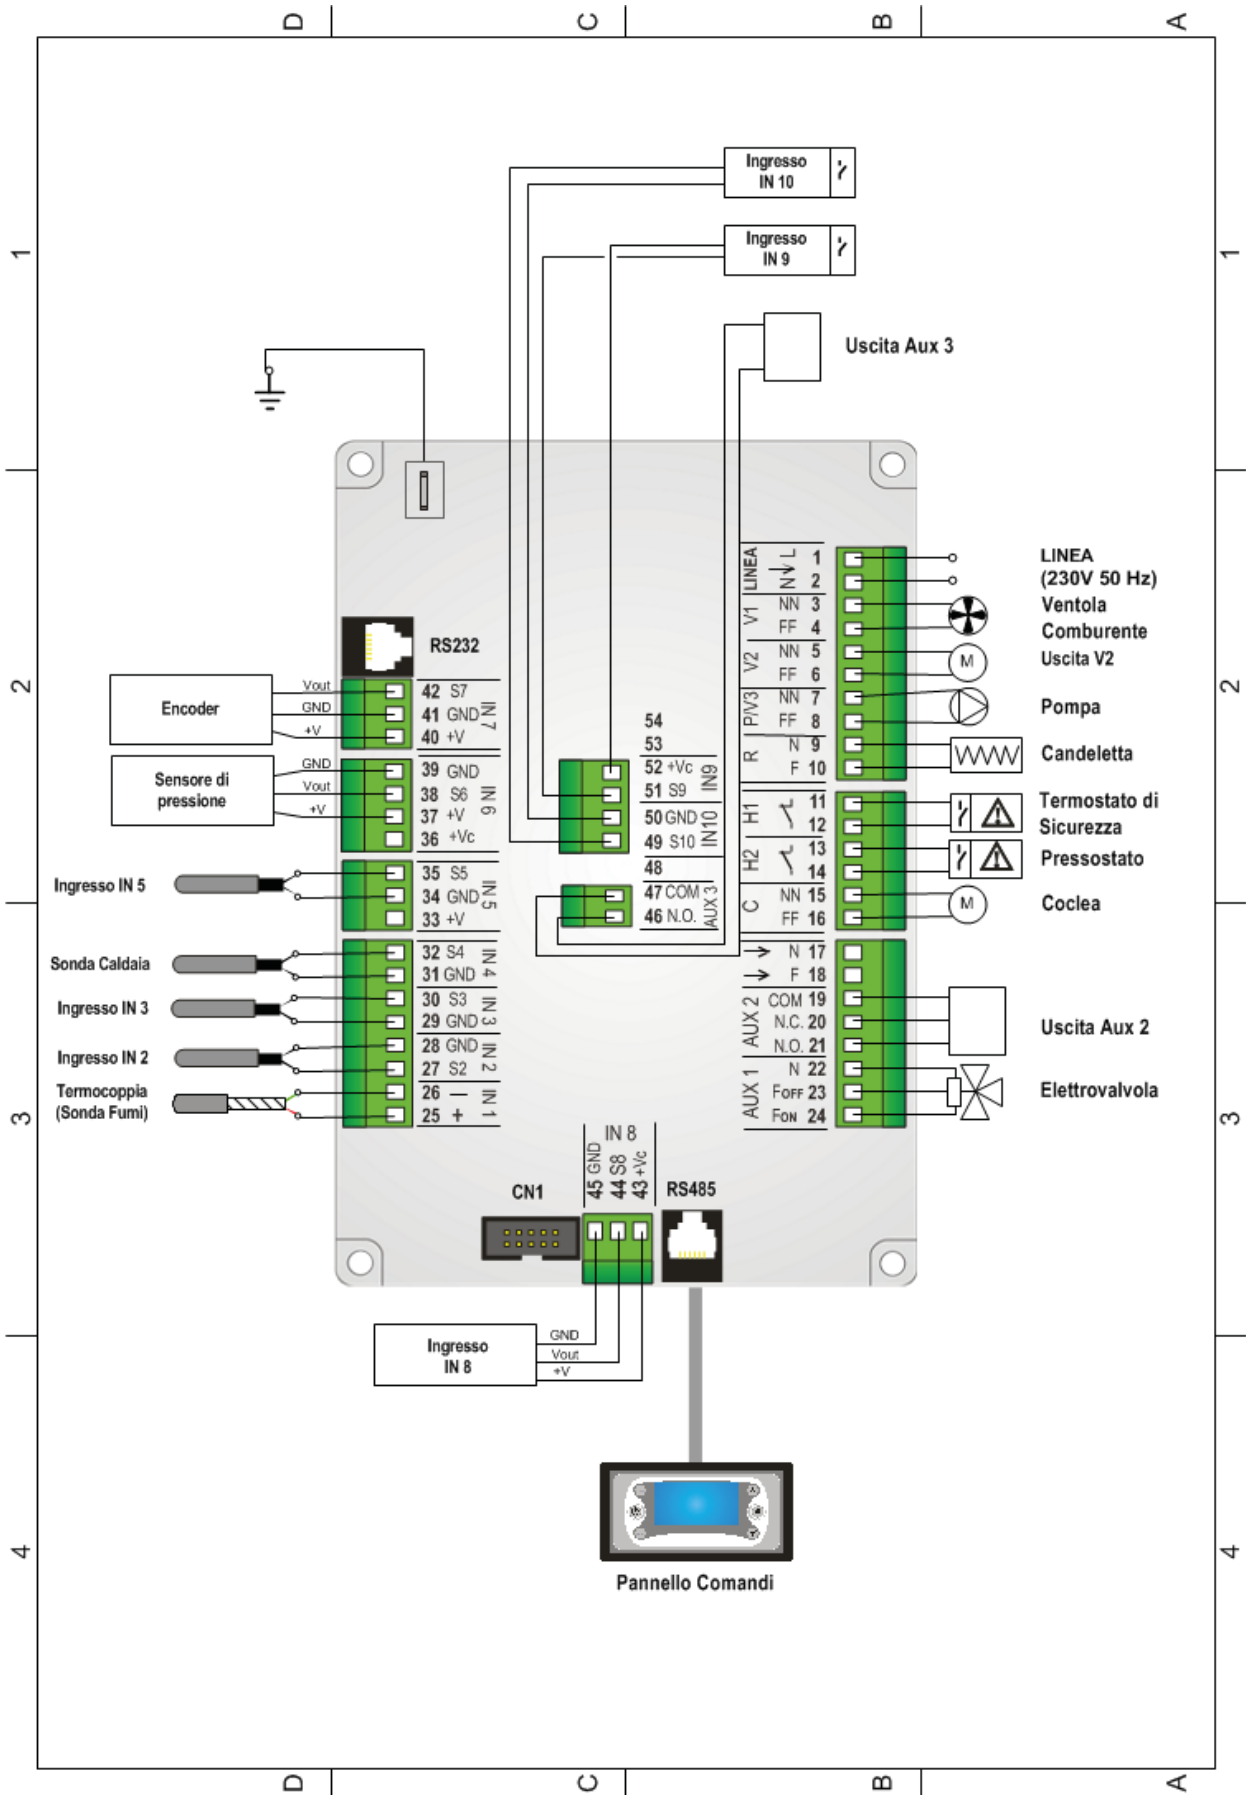 D C B A
Ingresso
IN 10
1 1
Ingresso
IN 9
Uscita Aux 3
LINEA L 1
N 2
LINEA
(230V 50 Hz)
V1 NN 3
FF 4
Ventola
Comburente
V2 NN 5
FF 6
M
Uscita V2
P/V3 NN 7
FF 8
Pompa
R N 9
F 10
Candeletta
H1 11
12
Termostato di
Sicurezza
H2 13
14
Pressostato
C NN 15
FF 16
M
Coclea
N 17
F 18
AUX 2 COM 19
N.C. 20
N.O. 21
Uscita Aux 2
AUX 1 N 22
FOFF 23
FON 24
Elettrovalvola
2 2
RS232
Encoder
Vout
GND
+V
42 S7
41 GND
40 +V
IN 7
Sensore di
pressione
GND
Vout
+V
39 GND
38 S6
37 +V
36 +Vc
IN 6
Ingresso IN 5
35 S5
34 GND
33 +V
IN 5
Sonda Caldaia
32 S4
31 GND
IN 4
Ingresso IN 3
30 S3
29 GND
IN 3
Ingresso IN 2
28 GND
27 S2
IN 2
Termocoppia
(Sonda Fumi)
26 —
25 +
IN 1
54
53
52 +Vc
51 S9
IN9
50 GND
49 S10
IN10
48
47 COM
46 N.O.
AUX 3
3 3
IN 8
45 GND
44 S8
43 +Vc
CN1
RS485
Ingresso
IN 8
GND
Vout
+V
4 4
Pannello Comandi
D C B A